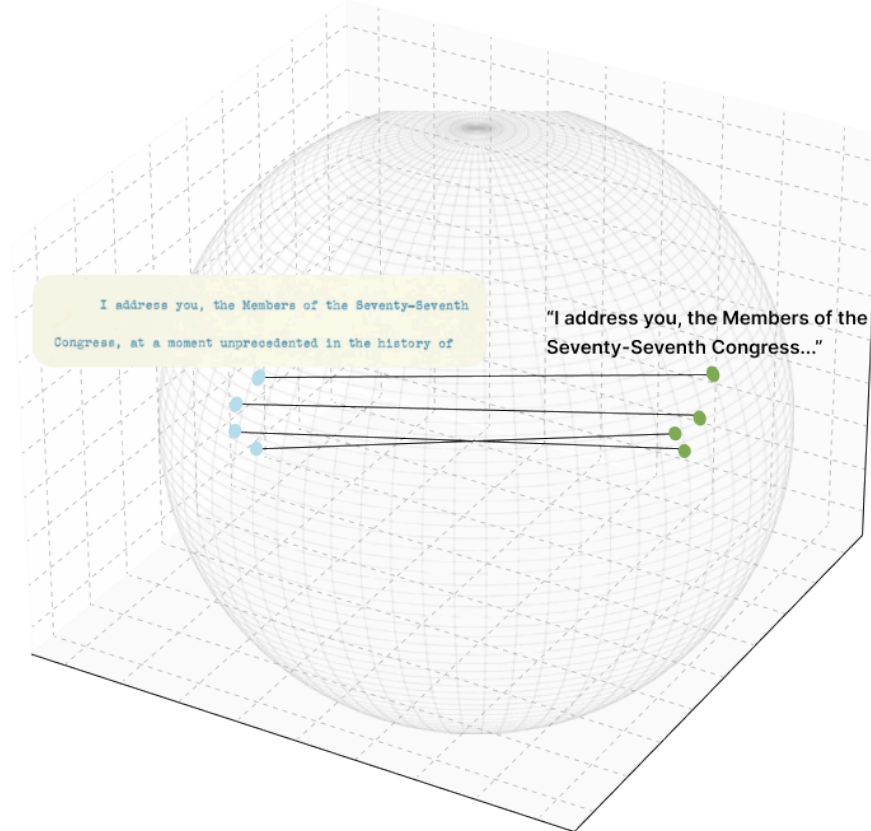 I address you, the Members of the Seventy-Seventh
Congress, at a moment unprecedented in the history of
“I address you, the Members of the
Seventy-Seventh Congress...”